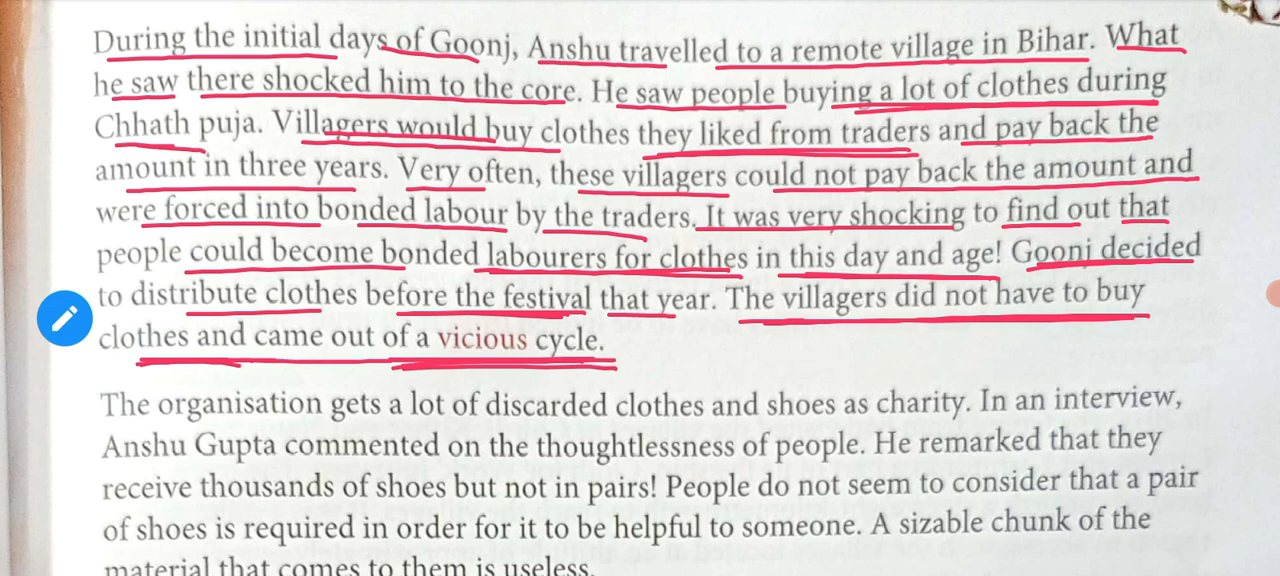 During the initial days of Goonj, Anshu travelled to a remote village in Bihar. What
he saw there shocked him to the core. He saw people buying a lot of clothes during
Chhath puja. Villagers would buy clothes they liked from traders and pay back the
amount in three years. Very often, these villagers could not pay back the amount and
were forced into bonded labour by the traders. It was very shocking to find out that
people could become bonded labourers for clothes in this day and age! Goonj decided
to distribute clothes before the festival that year. The villagers did not have to buy
clothes and came out of a vicious cycle.
The organisation gets a lot of discarded clothes and shoes as charity. In an interview,
Anshu Gupta commented on the thoughtlessness of people. He remarked that they
receive thousands of shoes but not in pairs! People do not seem to consider that a pair
of shoes is required in order for it to be helpful to someone. A sizable chunk of the
material that comes to them is useless.